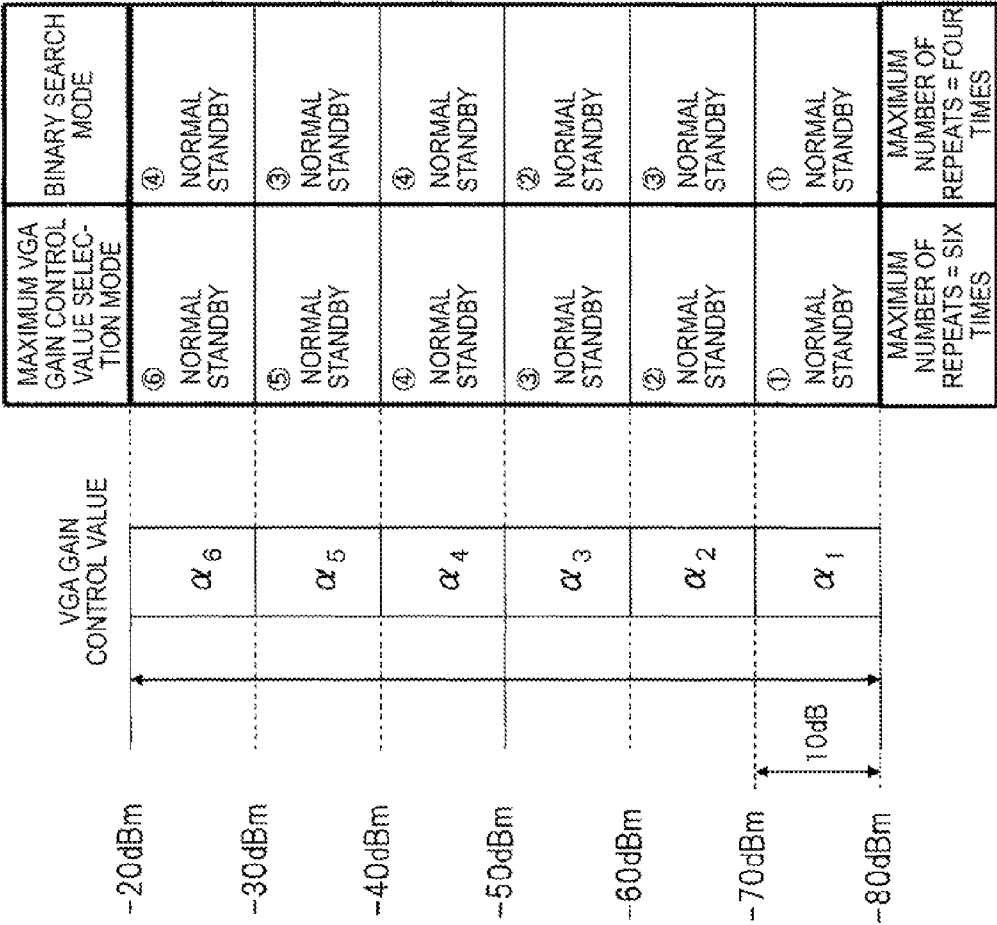 VGA GAIN
CONTROL VALUE
MAXIMUM VGA
GAIN CONTROL
VALUE SELEC-
TION MODE
BINARY SEARCH
MODE
-20dBm
α6
⑥
NORMAL
STANDBY
④
NORMAL
STANDBY
-30dBm
α5
⑤
NORMAL
STANDBY
③
NORMAL
STANDBY
-40dBm
α4
④
NORMAL
STANDBY
④
NORMAL
STANDBY
-50dBm
α3
③
NORMAL
STANDBY
②
NORMAL
STANDBY
-60dBm
α2
②
NORMAL
STANDBY
③
NORMAL
STANDBY
-70dBm
10dB
α1
①
NORMAL
STANDBY
①
NORMAL
STANDBY
-80dBm
MAXIMUM
NUMBER OF
REPEATS = SIX
TIMES
MAXIMUM
NUMBER OF
REPEATS = FOUR
TIMES